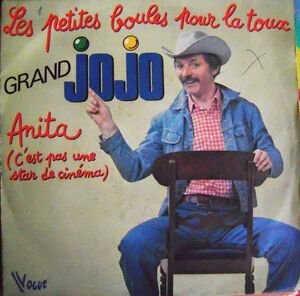 Les petites boules pour la toux
GRAND JOJO
Anita
(C'est pas une
star de cinéma)
VOGUE